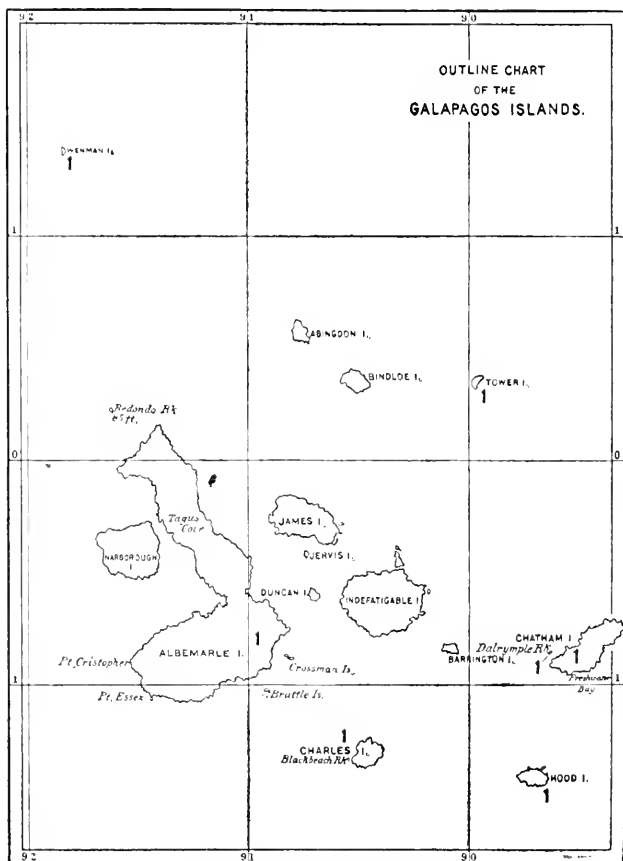 92
91
90
OUTLINE CHART
OF THE
GALAPAGOS ISLANDS.
WENMAN Is
1
1
1
ABINGDON I.
BINDLOE I.
TOWER I.
1
Redondo Rk
0
0
Tagus
Cove
JAMES I.
JERVIS I.
NARBOROUGH
I
DUNCAN I.
INDEFATIGABLE I.
CHATHAM I
ALBEMARLE I.
1
Dalrymple Rk
1
1
BARRINGTON I.
Pt. Cristopher
Crossman Is.
Freshwater
Bay
1
1
Pt. Essex
Brattle Is.
1
CHARLES
I.
Blackbeach Rk
HOOD I.
1
92
91
90